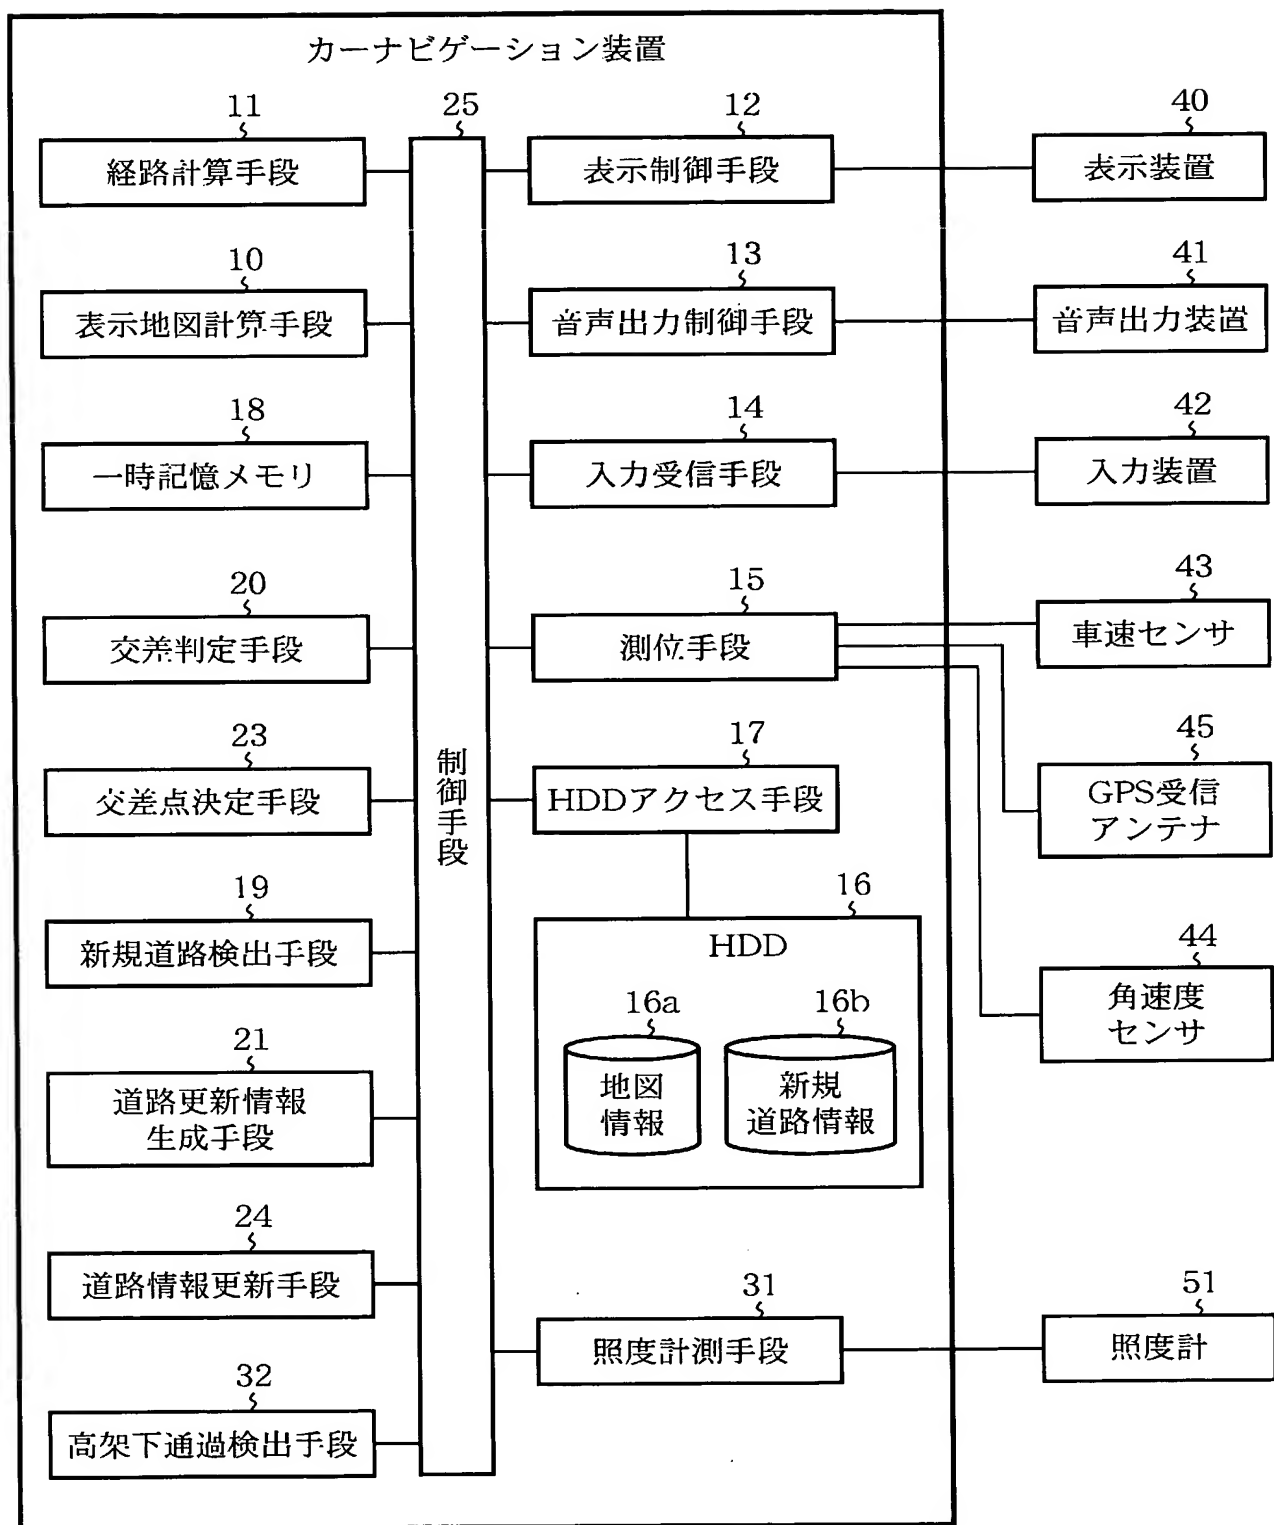 カーナビゲーション装置
11
25
12
40
経路計算手段
表示制御手段
表示装置
10
13
41
表示地図計算手段
音声出力制御手段
音声出力装置
18
14
42
一時記憶メモリ
入力受信手段
入力装置
20
15
43
交差判定手段
測位手段
車速センサ
23
17
45
交差点決定手段
制御手段
HDDアクセス手段
GPS受信
アンテナ
19
16
44
新規道路検出手段
HDD
角速度
センサ
16a
16b
21
地図
情報
新規
道路情報
道路更新情報
生成手段
24
31
51
道路情報更新手段
照度計測手段
照度計
32
高架下通過検出手段